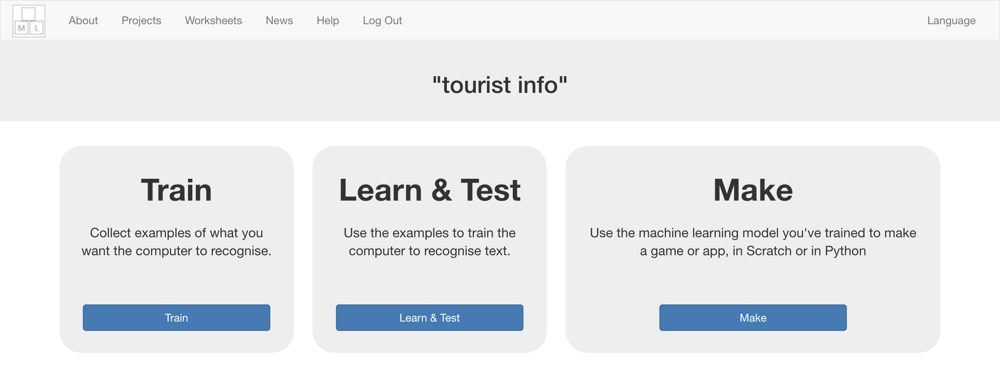 M L
About Projects Worksheets News Help Log Out Language
"tourist info"
Train
Collect examples of what you
want the computer to recognise.
Train
Learn & Test
Use the examples to train the
computer to recognise text.
Learn & Test
Make
Use the machine learning model you've trained to make
a game or app, in Scratch or in Python
Make